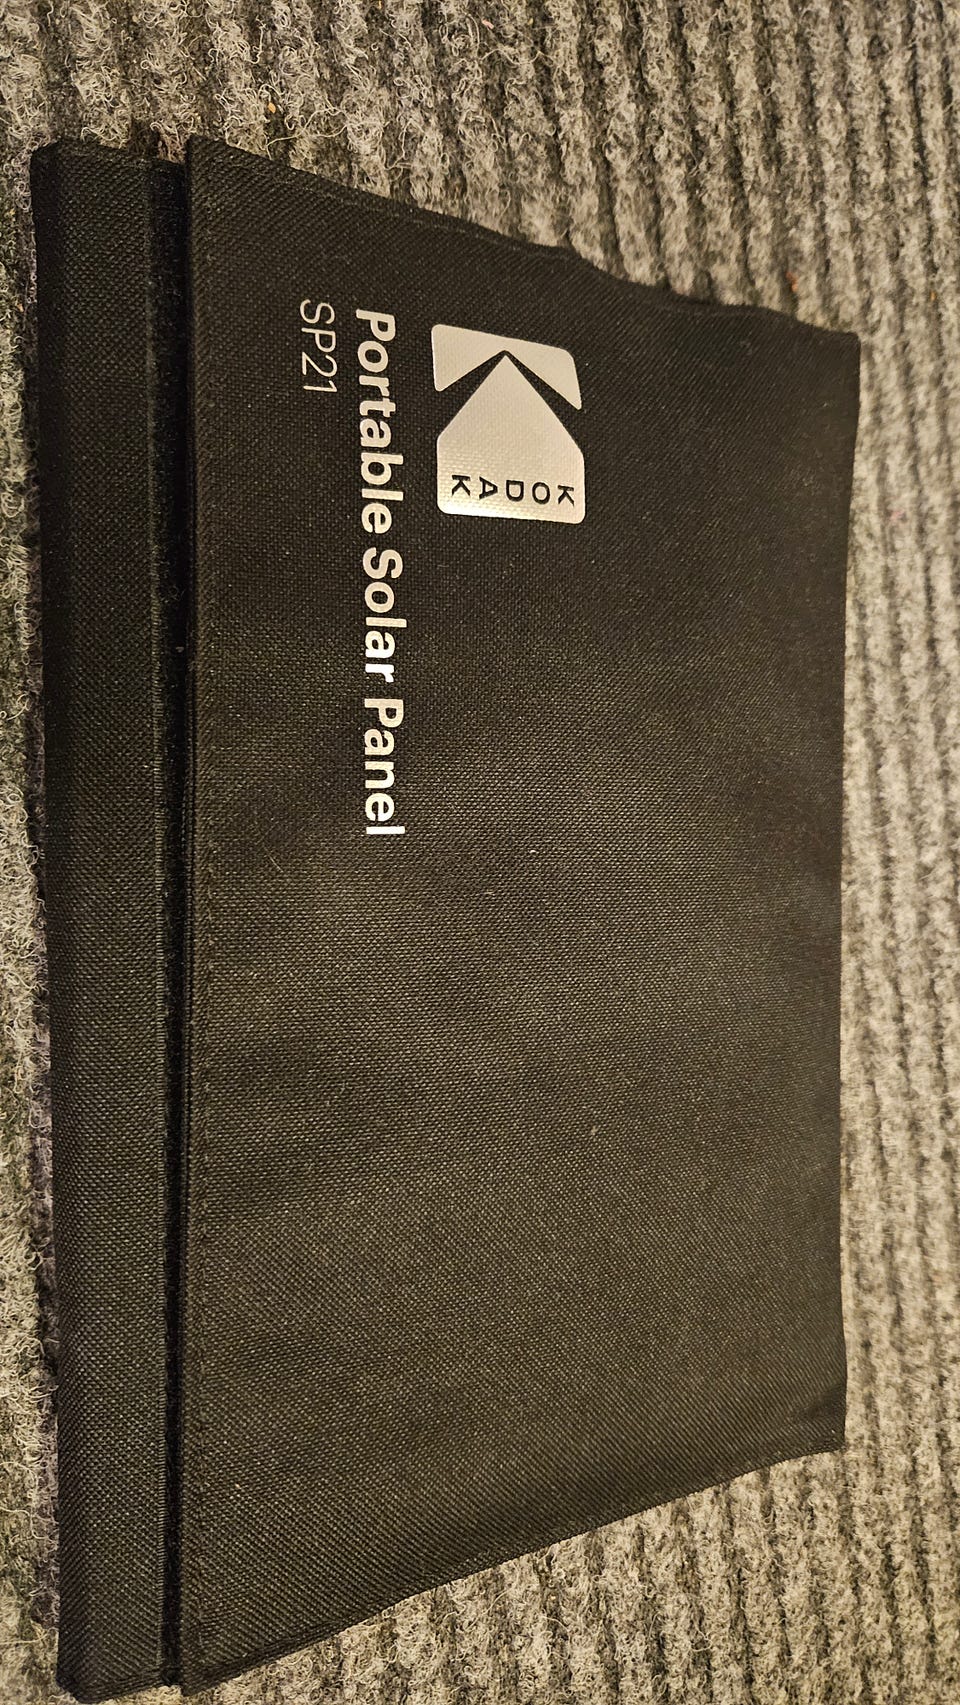 KODAK
Portable Solar Panel
SP21